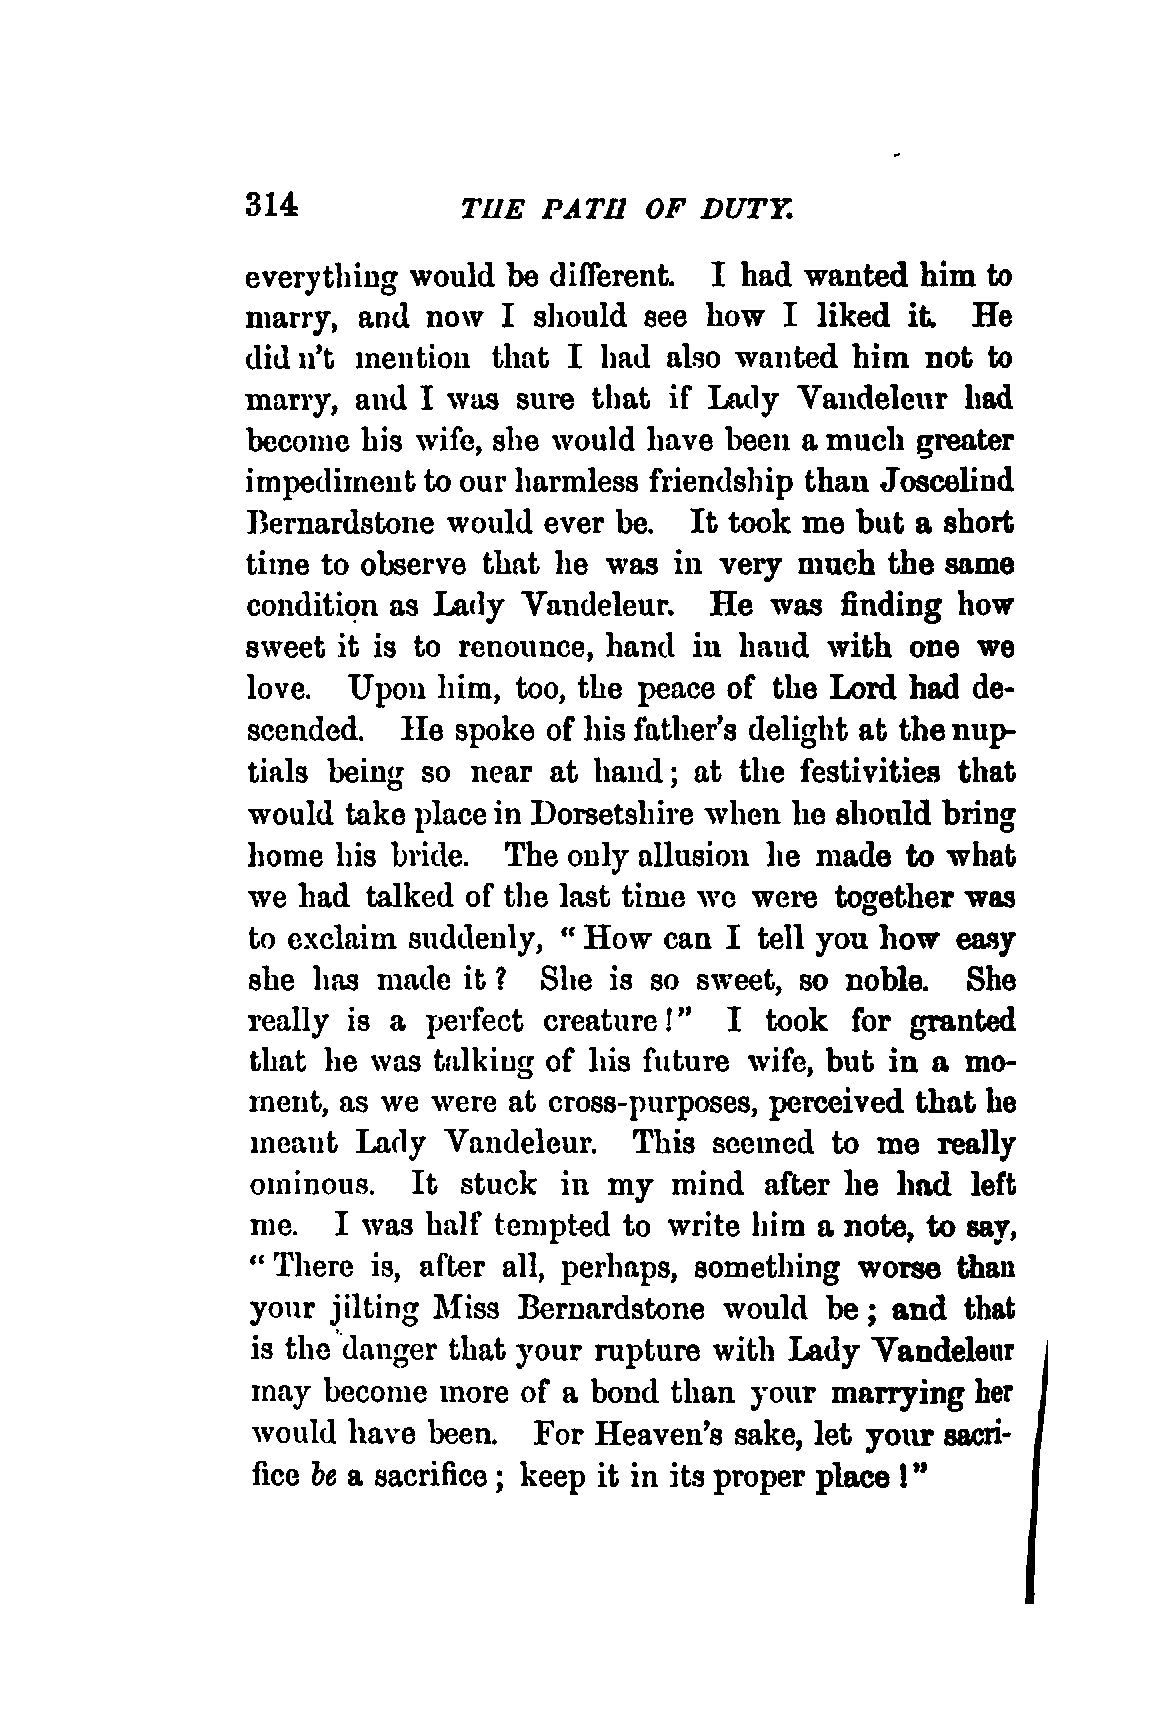 314 THE PATH OF DUTY.
everything would be different. I had wanted him to
marry, and now I should see how I liked it. He
did n't mention that I had also wanted him not to
marry, and I was sure that if Lady Vandeleur had
become his wife, she would have been a much greater
impediment to our harmless friendship than Joscelind
Bernardstone would ever be. It took me but a short
time to observe that he was in very much the same
condition as Lady Vandeleur. He was finding how
sweet it is to renounce, hand in hand with one we
love. Upon him, too, the peace of the Lord had de-
scended. He spoke of his father's delight at the nup-
tials being so near at hand; at the festivities that
would take place in Dorsetshire when he should bring
home his bride. The only allusion he made to what
we had talked of the last time we were together was
to exclaim suddenly, "How can I tell you how easy
she has made it? She is so sweet, so noble. She
really is a perfect creature!" I took for granted
that he was talking of his future wife, but in a mo-
ment, as we were at cross-purposes, perceived that he
meant Lady Vandeleur. This seemed to me really
ominous. It stuck in my mind after he had left
me. I was half tempted to write him a note, to say,
"There is, after all, perhaps, something worse than
your jilting Miss Bernardstone would be; and that
is the danger that your rupture with Lady Vandeleur
may become more of a bond than your marrying her
would have been. For Heaven's sake, let your sacri-
fice be a sacrifice; keep it in its proper place!"